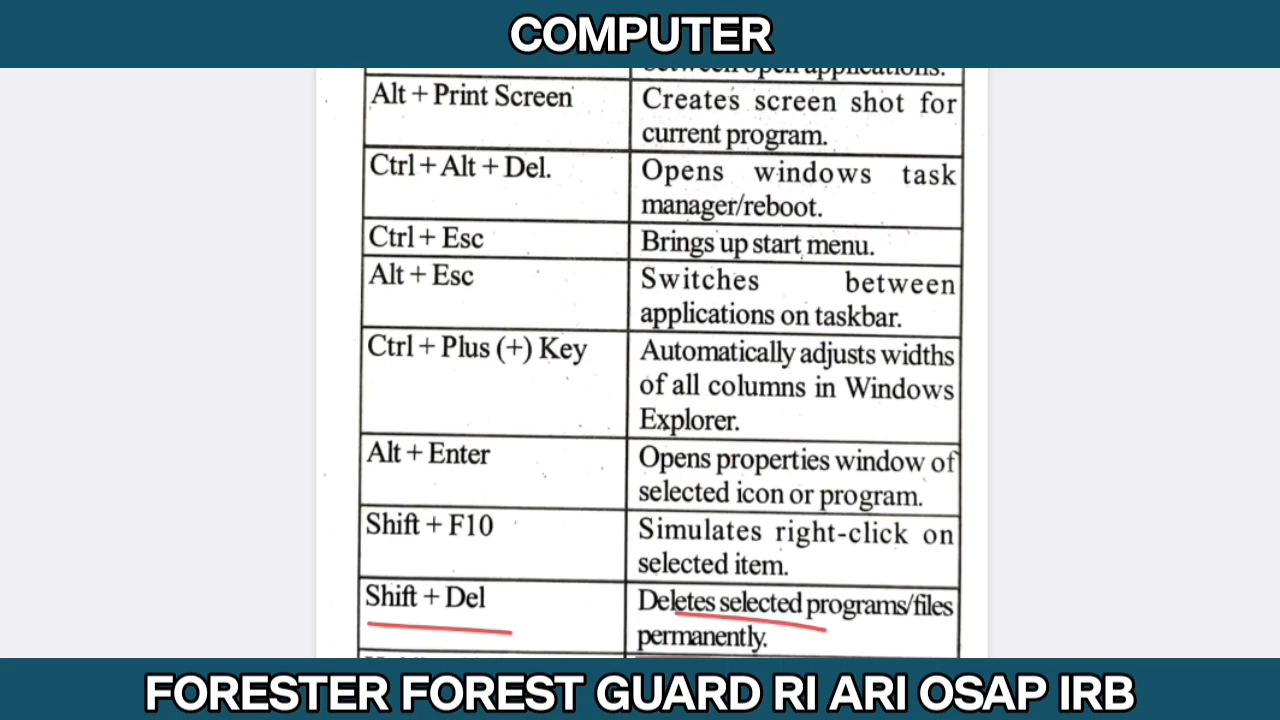 COMPUTER
between open applications.
Alt + Print Screen
Creates screen shot for
current program.
Ctrl + Alt + Del.
Opens windows task
manager/reboot.
Ctrl + Esc
Brings up start menu.
Alt + Esc
Switches between
applications on taskbar.
Ctrl + Plus (+) Key
Automatically adjusts widths
of all columns in Windows
Explorer.
Alt + Enter
Opens properties window of
selected icon or program.
Shift + F10
Simulates right-click on
selected item.
Shift + Del
Deletes selected programs/files
permanently.
FORESTER FOREST GUARD RI ARI OSAP IRB